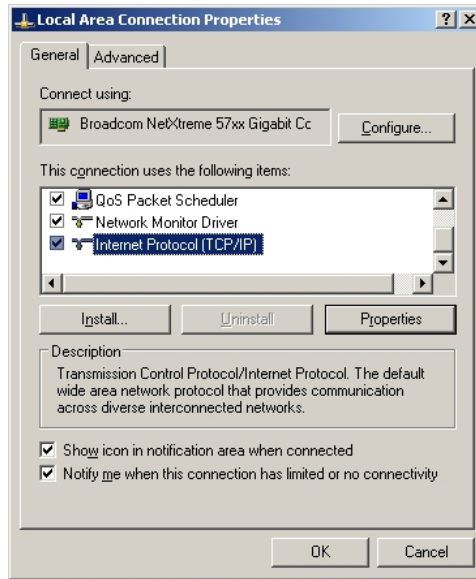 Local Area Connection Properties
General
Advanced
Connect using:
Broadcom NetXtreme 57xx Gigabit Cc
Configure...
This connection uses the following items:
QoS Packet Scheduler
Network Monitor Driver
Internet Protocol (TCP/IP)
Install...
Uninstall
Properties
Description
Transmission Control Protocol/Internet Protocol. The default
wide area network protocol that provides communication
across diverse interconnected networks.
Show icon in notification area when connected
Notify me when this connection has limited or no connectivity
OK
Cancel